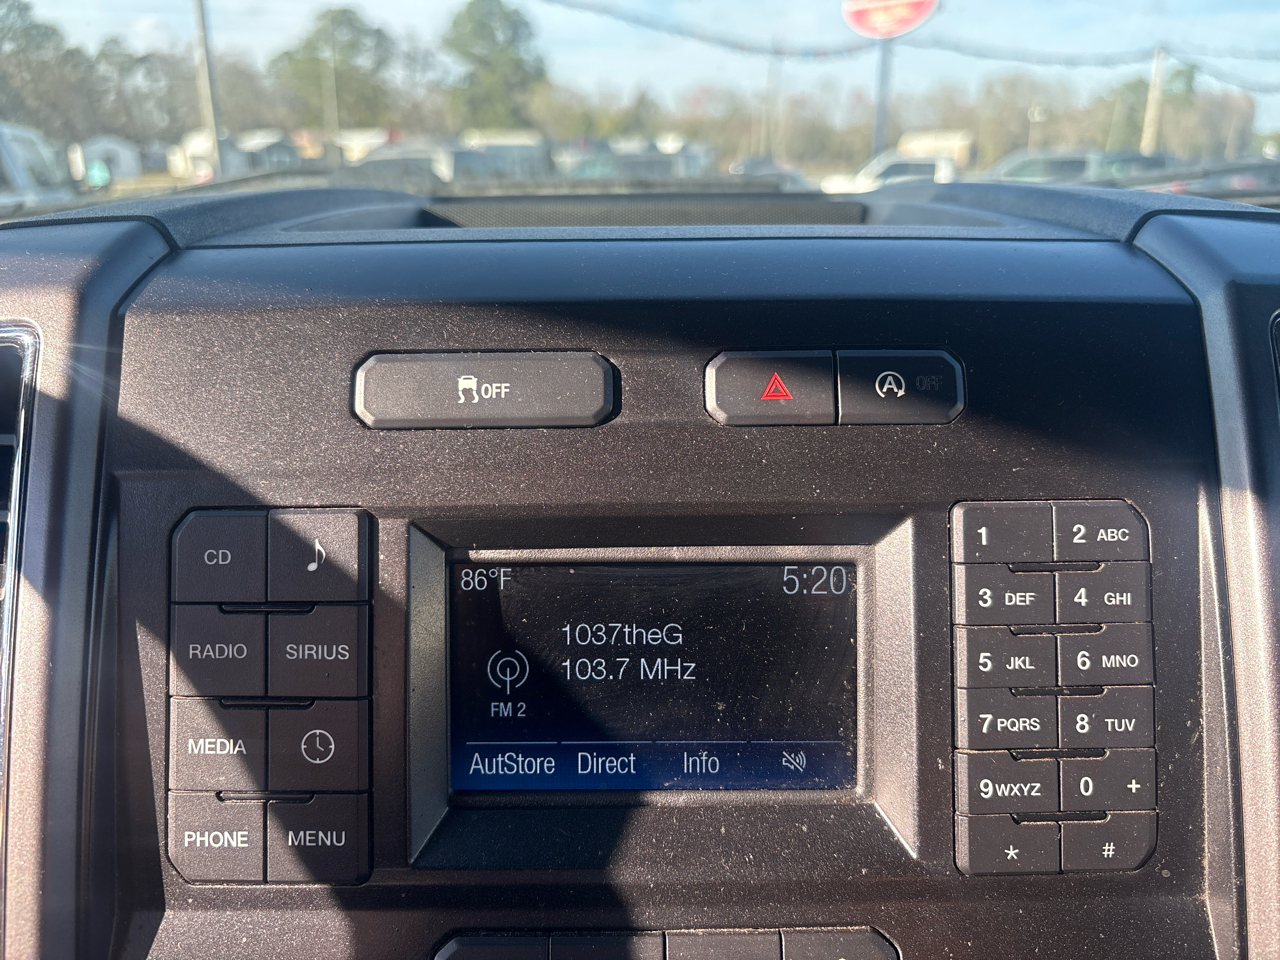 OFF
A OFF
CD
RADIO SIRIUS
MEDIA
PHONE MENU
86°F 5:20
1037theG
103.7 MHz
FM 2
AutStore Direct Info
1 2 ABC
3 DEF 4 GHI
5 JKL 6 MNO
7 PQRS 8 TUV
9 WXYZ 0 +
* #